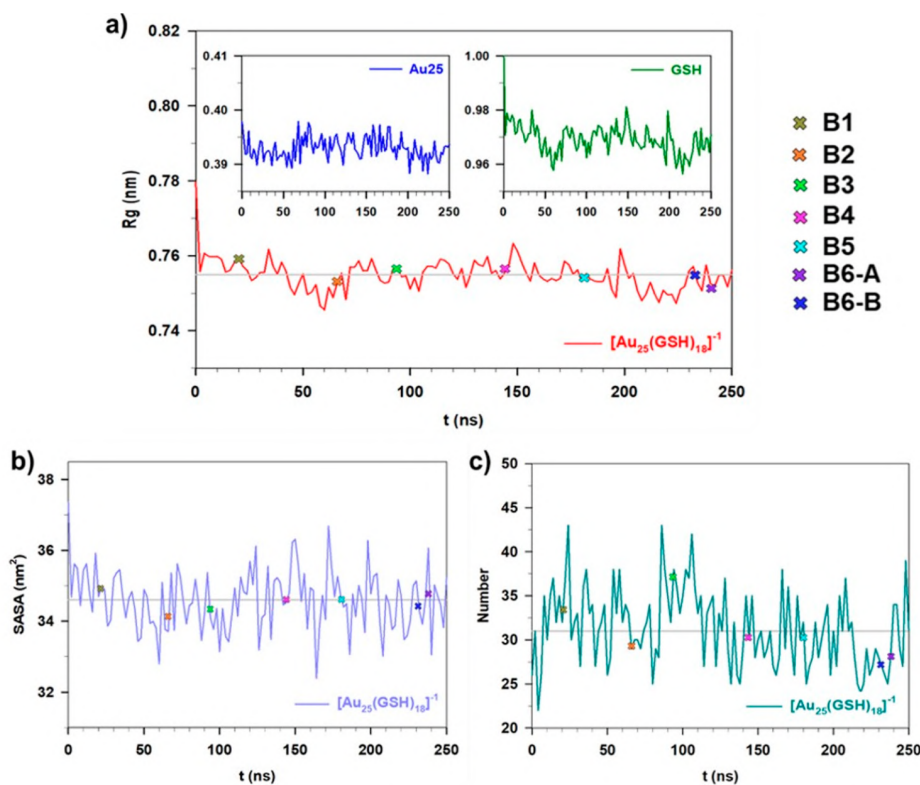 a)
0.82
0.80
0.78
0.76
0.74
Rg (nm)
0.41
0.40
0.39
Au25
0 50 100 150 200 250
1.00
0.98
0.96
GSH
0 50 100 150 200 250
[Au25(GSH)18]-1
0 50 100 150 200 250
t (ns)
B1
B2
B3
B4
B5
B6-A
B6-B
b)
38
36
34
31
SASA (nm2)
[Au25(GSH)18]-1
0 50 100 150 200 250
t (ns)
c)
50
45
40
35
30
25
20
Number
[Au25(GSH)18]-1
0 50 100 150 200 250
t (ns)